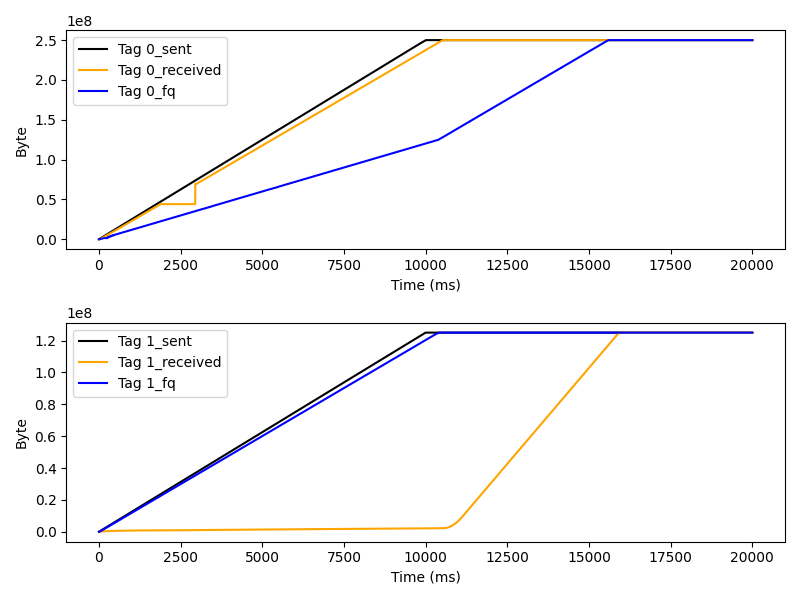 1e8
2.5
2.0
1.5
1.0
0.5
0.0
Byte
Tag 0_sent
Tag 0_received
Tag 0_fq
0 2500 5000 7500 10000 12500 15000 17500 20000
Time (ms)
1e8
1.2
1.0
0.8
0.6
0.4
0.2
0.0
Byte
Tag 1_sent
Tag 1_received
Tag 1_fq
0 2500 5000 7500 10000 12500 15000 17500 20000
Time (ms)